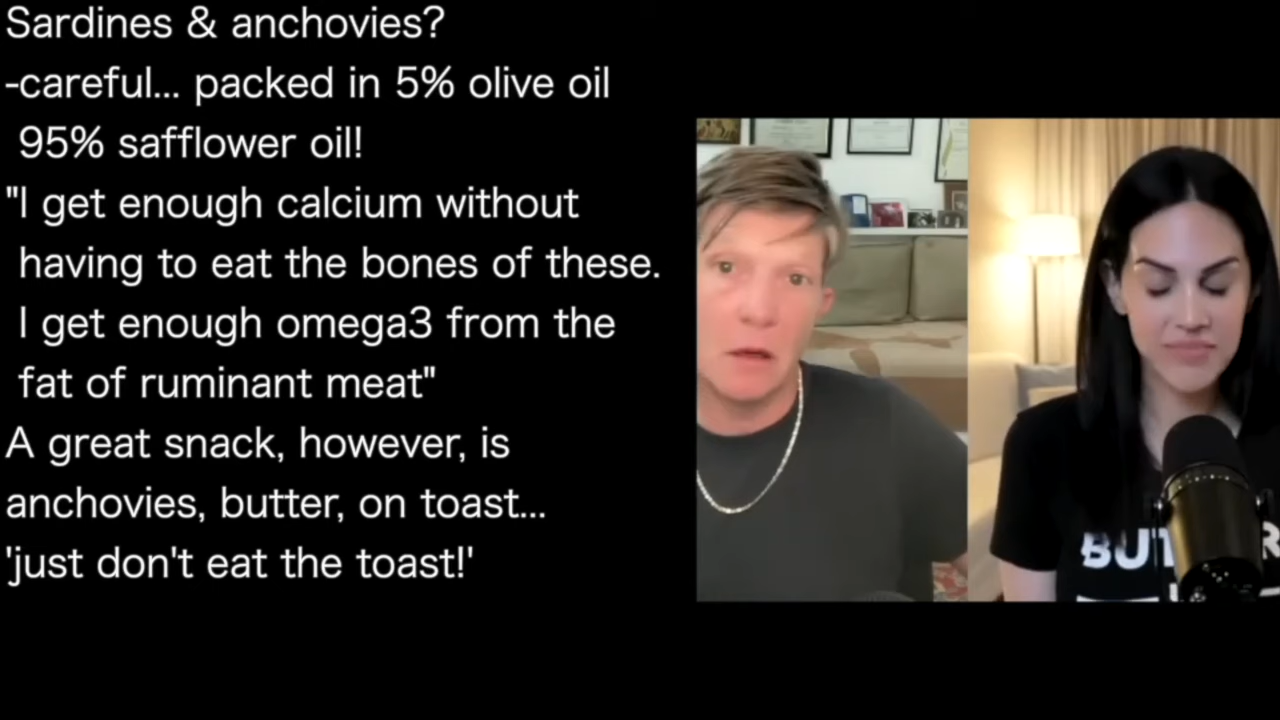 Sardines & anchovies?
-careful... packed in 5% olive oil
95% safflower oil!
"I get enough calcium without
having to eat the bones of these.
I get enough omega3 from the
fat of ruminant meat"
A great snack, however, is
anchovies, butter, on toast...
'just don't eat the toast!'